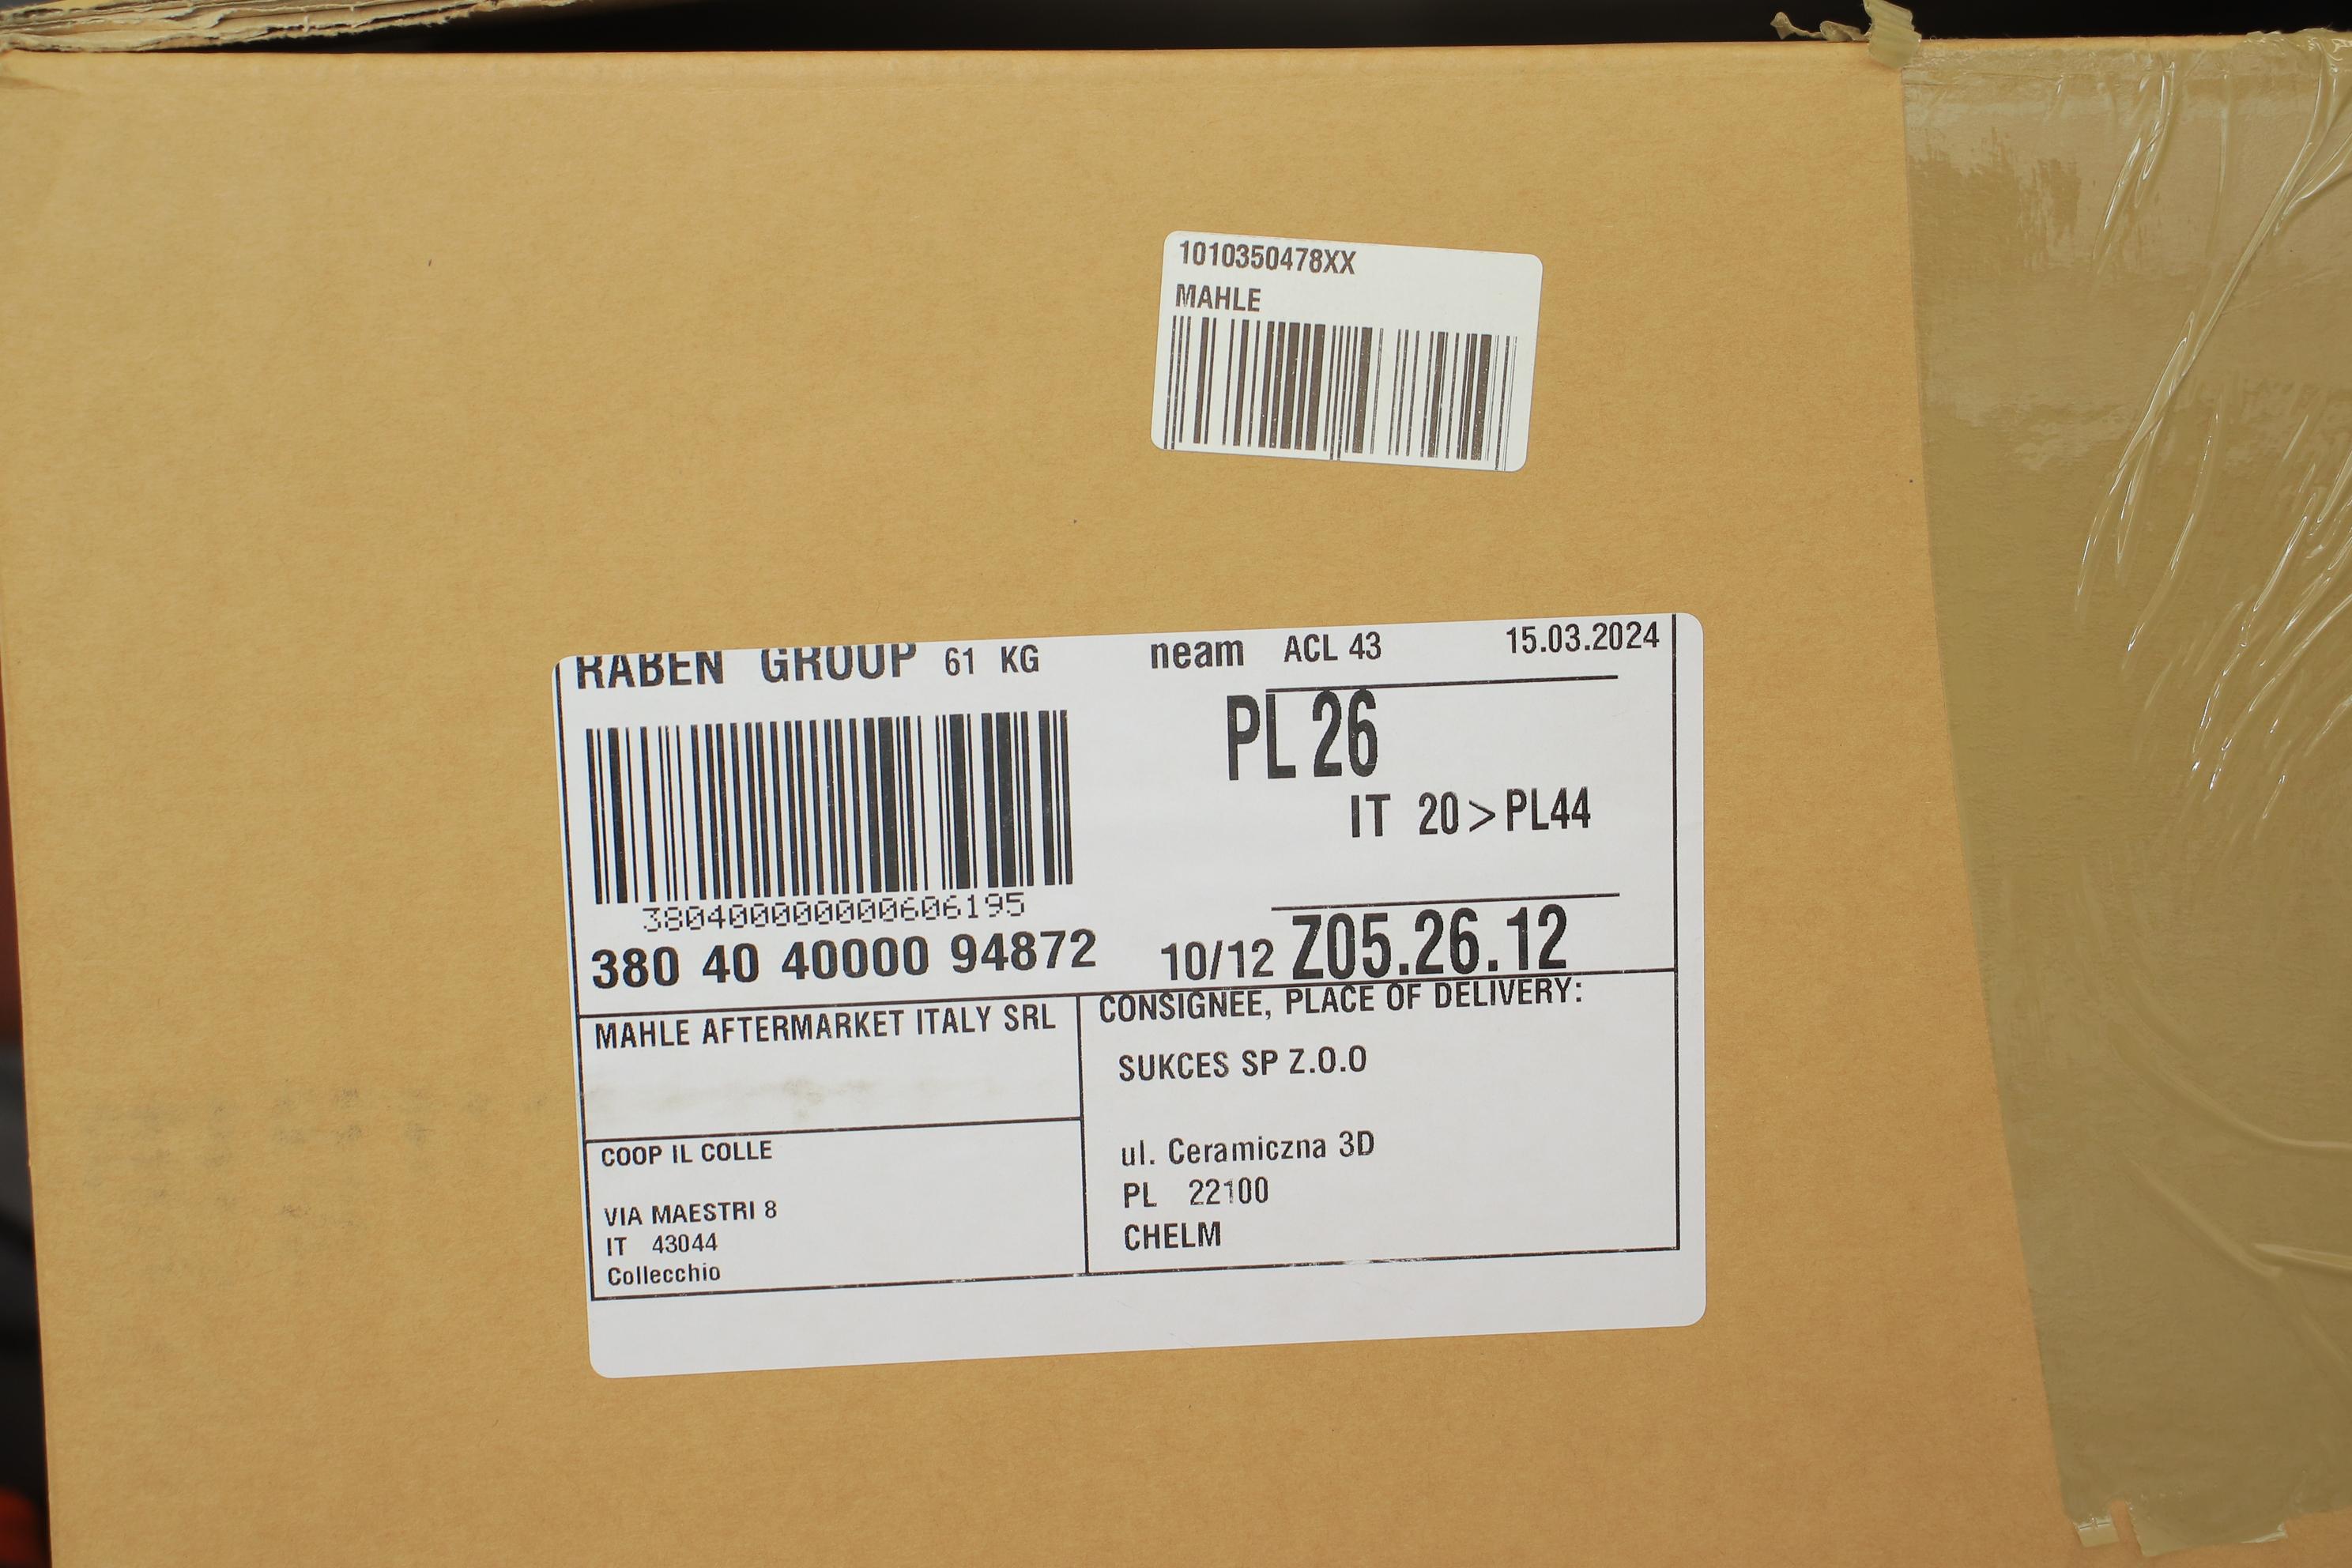 1010350478XX
MAHLE
RABEN GROUP 61 KG neam ACL 43 15.03.2024
PL 26
IT 20>PL44
380400000000606195
380 40 40000 94872 10/12 Z05.26.12
MAHLE AFTERMARKET ITALY SRL
COOP IL COLLE
VIA MAESTRI 8
IT 43044
Collecchio
CONSIGNEE, PLACE OF DELIVERY:
SUKCES SP Z.O.O
ul. Ceramiczna 3D
PL 22100
CHELM